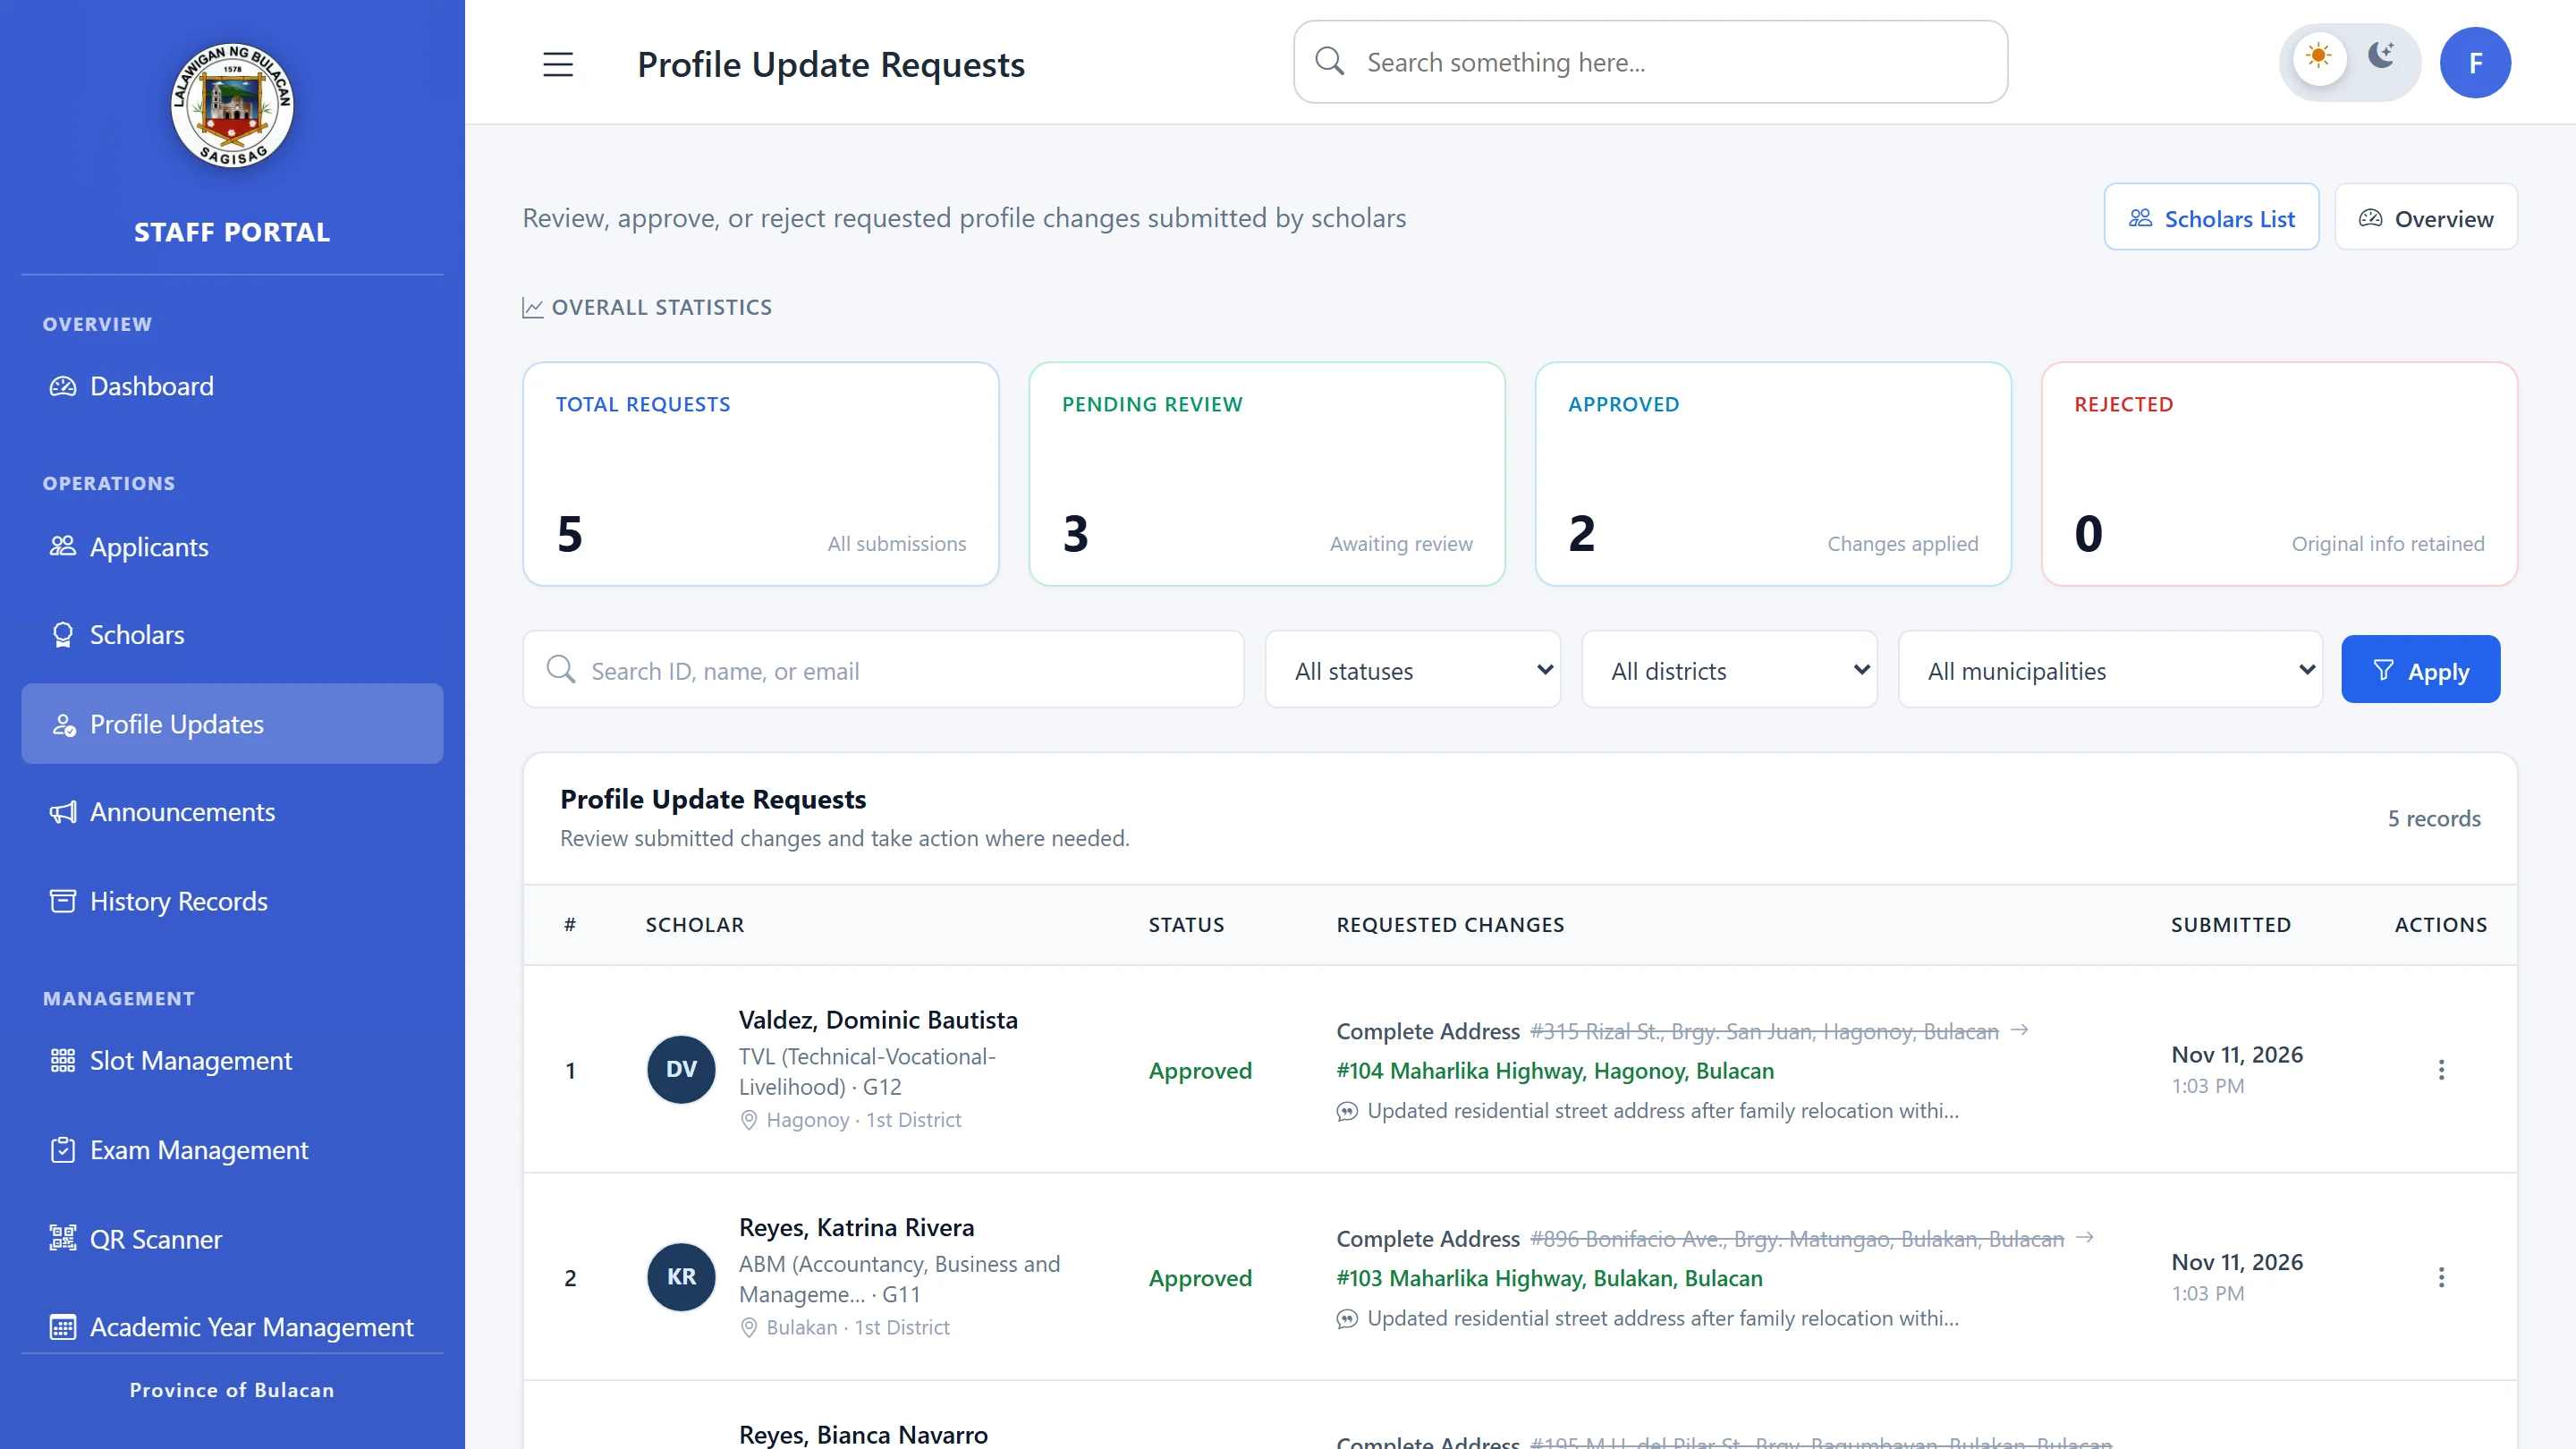 LALAWIGAN NG BULACAN
1578
SAGISAG
STAFF PORTAL
OVERVIEW
Dashboard
OPERATIONS
Applicants
Scholars
Profile Updates
Announcements
History Records
MANAGEMENT
Slot Management
Exam Management
QR Scanner
Academic Year Management
Province of Bulacan
Profile Update Requests
Search something here...
F
Review, approve, or reject requested profile changes submitted by scholars
Scholars List
Overview
OVERALL STATISTICS
TOTAL REQUESTS
5
All submissions
PENDING REVIEW
3
Awaiting review
APPROVED
2
Changes applied
REJECTED
0
Original info retained
Search ID, name, or email
All statuses
All districts
All municipalities
Apply
Profile Update Requests
Review submitted changes and take action where needed.
5 records
# SCHOLAR STATUS REQUESTED CHANGES SUBMITTED ACTIONS
1
DV
Valdez, Dominic Bautista
TVL (Technical-Vocational-
Livelihood) · G12
Hagonoy · 1st District
Approved
Complete Address #315 Rizal St., Brgy. San Juan, Hagonoy, Bulacan →
#104 Maharlika Highway, Hagonoy, Bulacan
Updated residential street address after family relocation withi...
Nov 11, 2026
1:03 PM
2
KR
Reyes, Katrina Rivera
ABM (Accountancy, Business and
Manageme... · G11
Bulakan · 1st District
Approved
Complete Address #896 Bonifacio Ave., Brgy. Matungao, Bulakan, Bulacan →
#103 Maharlika Highway, Bulakan, Bulacan
Updated residential street address after family relocation withi...
Nov 11, 2026
1:03 PM
Reyes, Bianca Navarro
Complete Address #195 M.H. del Pilar St., Brgy. Bagumbayan, Bulakan, Bulacan